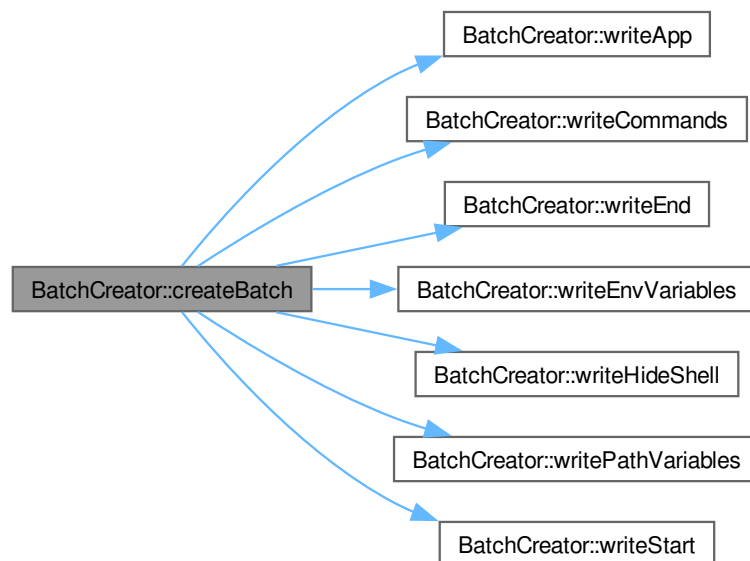 BatchCreator::writeApp
BatchCreator::writeCommands
BatchCreator::writeEnd
BatchCreator::createBatch
BatchCreator::writeEnvVariables
BatchCreator::writeHideShell
BatchCreator::writePathVariables
BatchCreator::writeStart